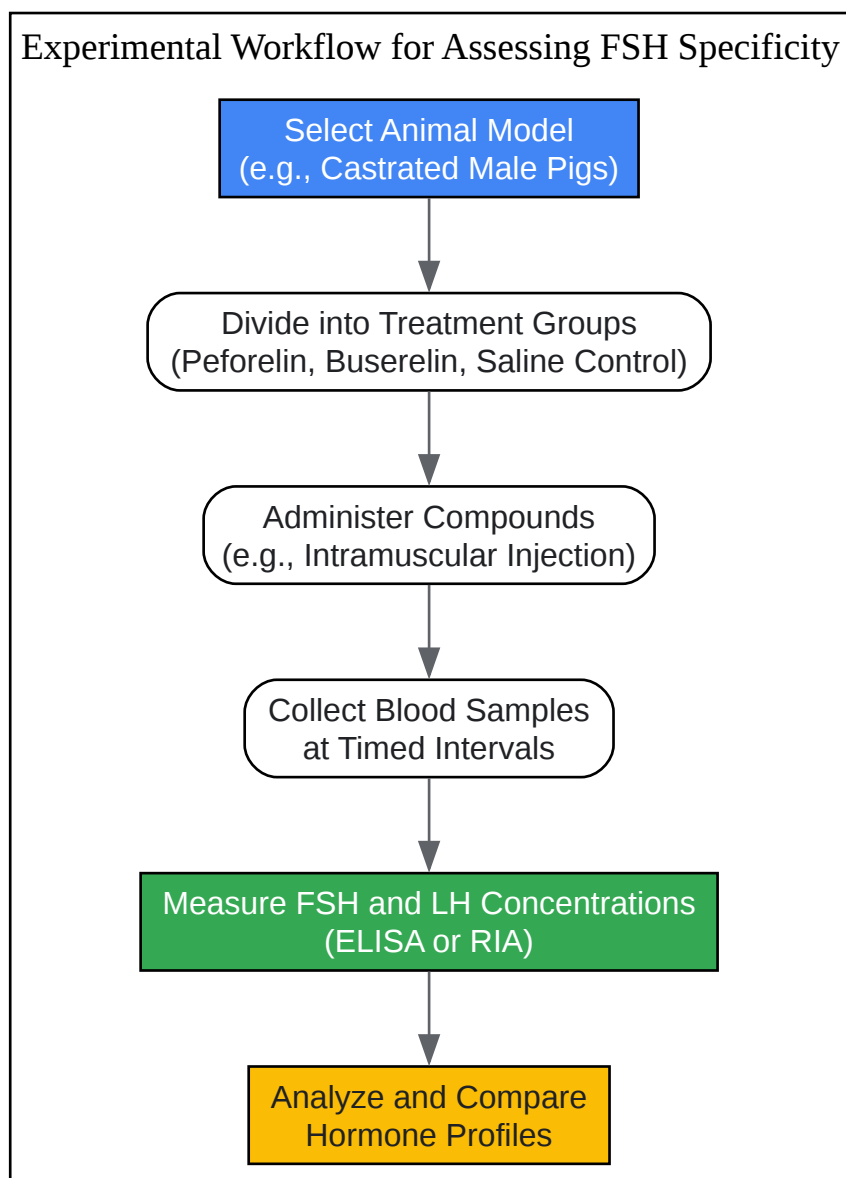 Experimental Workflow for Assessing FSH Specificity
Select Animal Model
(e.g., Castrated Male Pigs)
Divide into Treatment Groups
(Peforelin, Buserelin, Saline Control)
Administer Compounds
(e.g., Intramuscular Injection)
Collect Blood Samples
at Timed Intervals
Measure FSH and LH Concentrations
(ELISA or RIA)
Analyze and Compare
Hormone Profiles